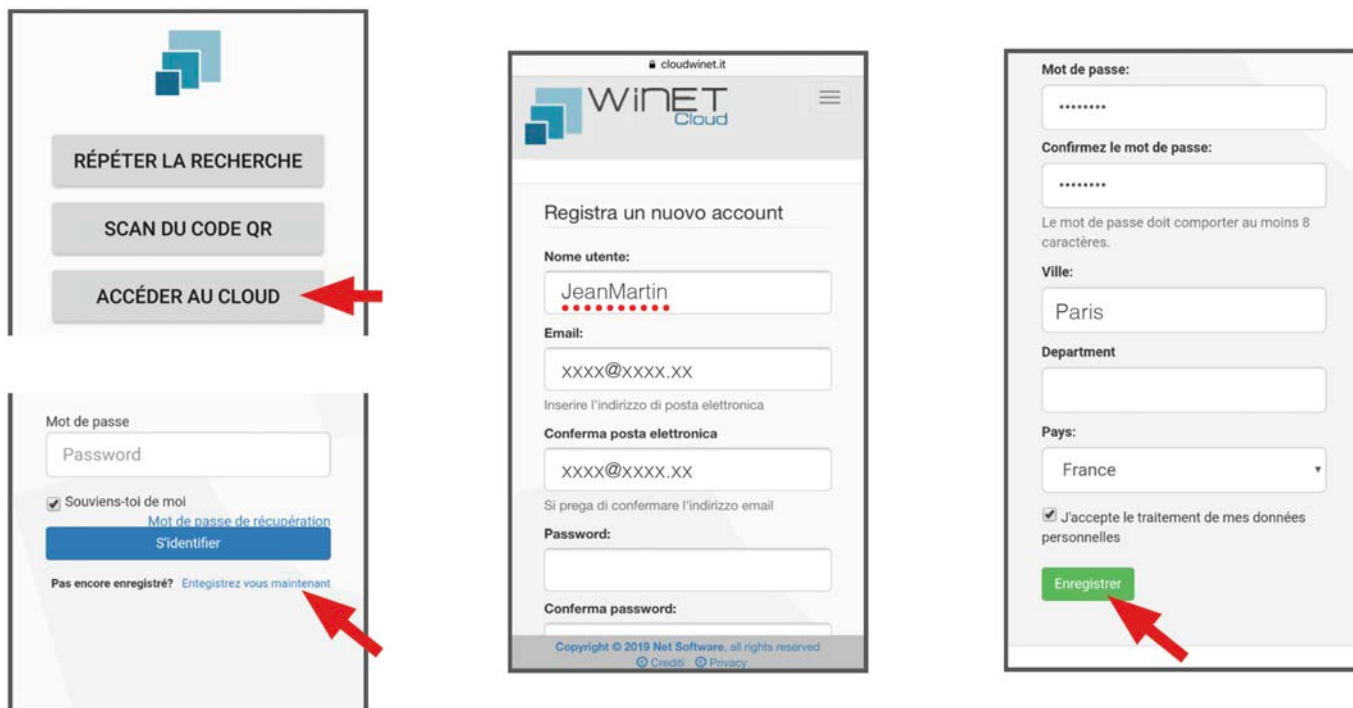 RÉPÉTER LA RECHERCHE
SCAN DU CODE QR
ACCÉDER AU CLOUD
Mot de passe
Password
Souviens-toi de moi
Mot de passe de récupération
S'identifier
Pas encore enregistré? Entegistrez vous maintenant
cloudwinet.it
WiNET
Cloud
Registra un nuovo account
Nome utente:
JeanMartin
Email:
xxxx@xxxx.xx
Inserire l'indirizzo di posta elettronica
Conferma posta elettronica
xxxx@xxxx.xx
Si prega di confermare l'indirizzo email
Password:
Conferma password:
Copyright © 2019 Net Software, all rights reserved
Crediti Privacy
Mot de passe:
••••••••
Confirmez le mot de passe:
••••••••
Le mot de passe doit comporter au moins 8
caractères.
Ville:
Paris
Department
Pays:
France
J'accepte le traitement de mes données
personnelles
Enregistrer